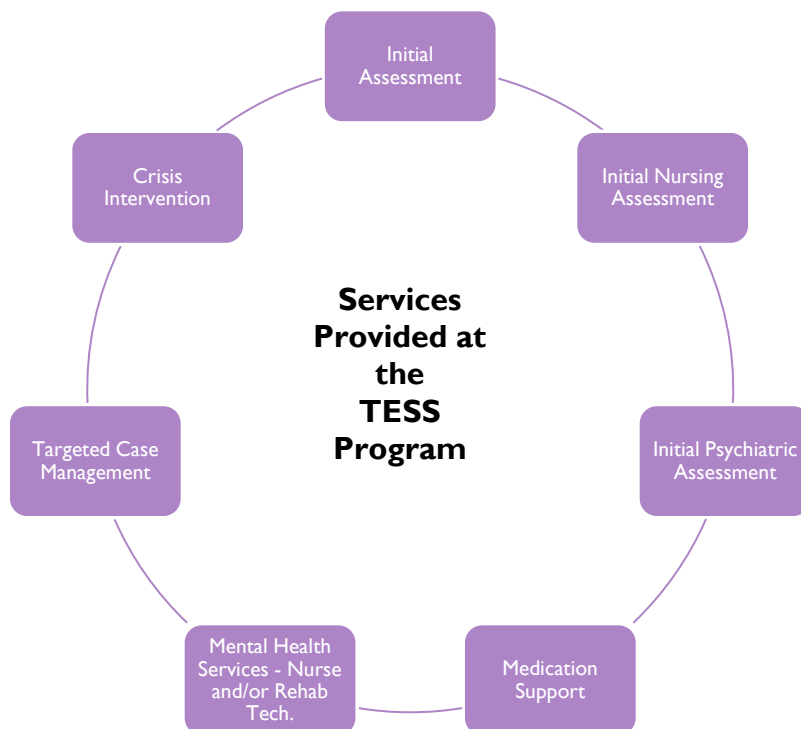 Initial
Assessment
Initial Nursing
Assessment
Initial Psychiatric
Assessment
Medication
Support
Mental Health
Services - Nurse
and/or Rehab
Tech.
Targeted Case
Management
Crisis
Intervention
Services
Provided at
the
TESS
Program